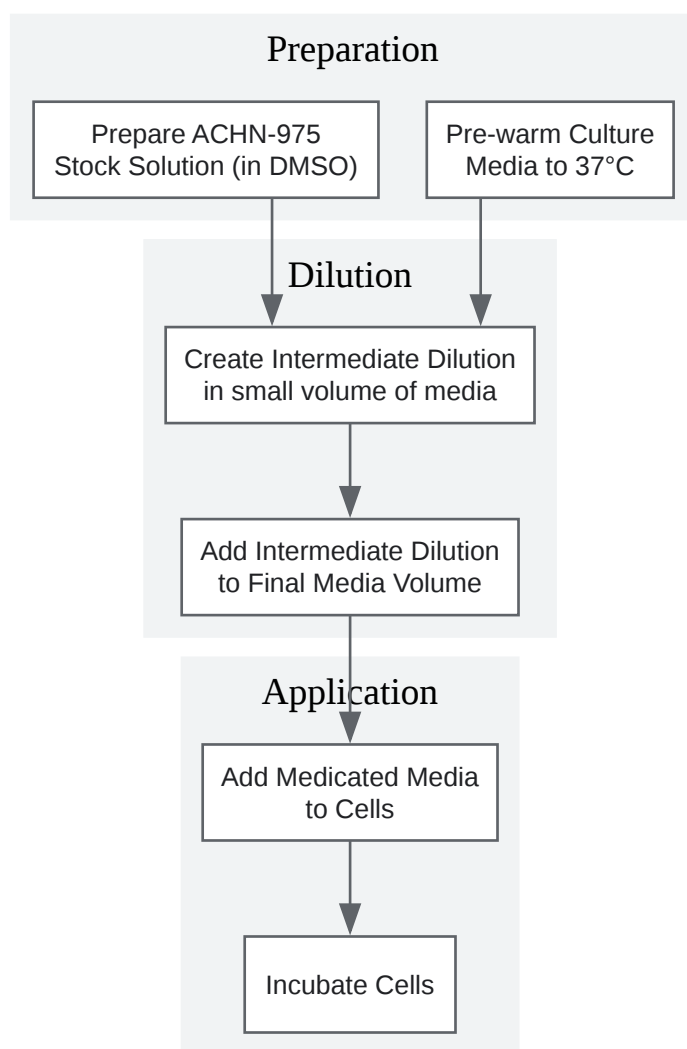 Preparation
Prepare ACHN-975
Stock Solution (in DMSO)
Pre-warm Culture
Media to 37°C
Dilution
Create Intermediate Dilution
in small volume of media
Add Intermediate Dilution
to Final Media Volume
Application
Add Medicated Media
to Cells
Incubate Cells